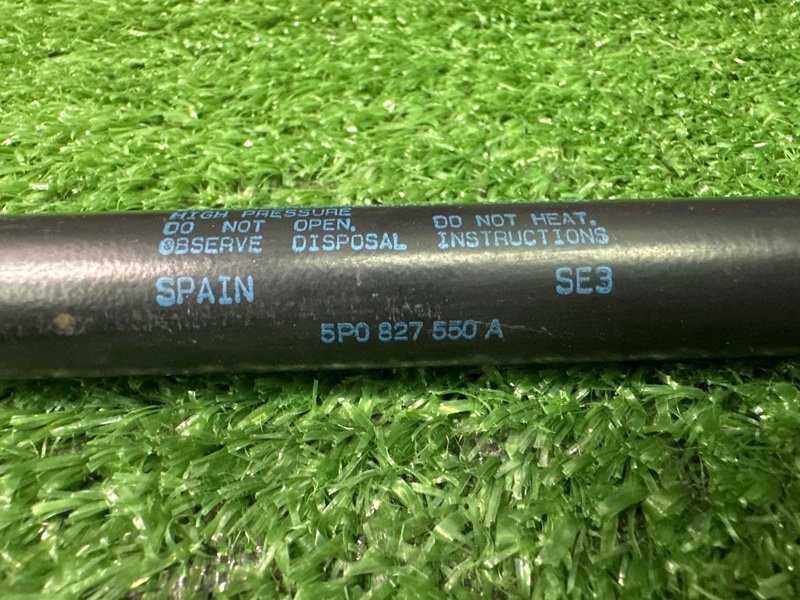 HIGH PRESSURE
DO NOT OPEN. DO NOT HEAT.
OBSERVE DISPOSAL INSTRUCTIONS
SPAIN SE3
5P0 827 550 A